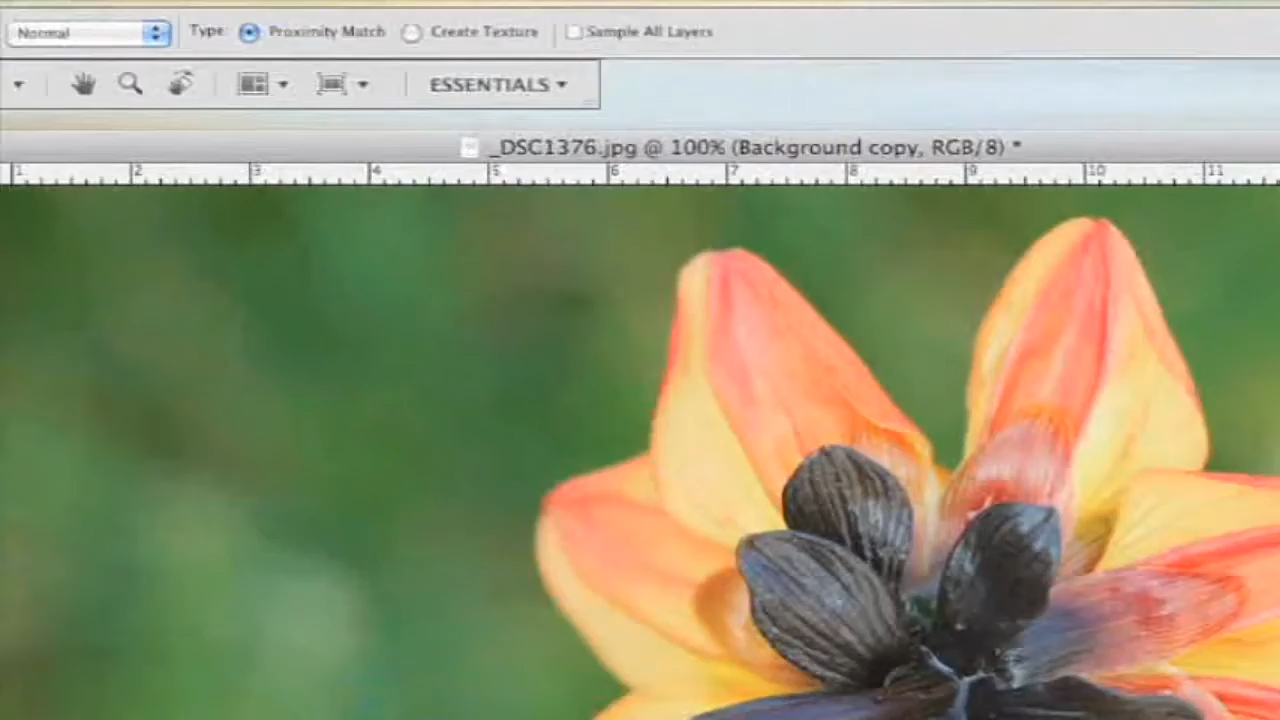 Normal Type: Proximity Match Create Texture Sample All Layers
ESSENTIALS
_DSC1376.jpg @ 100% (Background copy, RGB/8) *
1 2 3 4 5 6 7 8 9 10 11